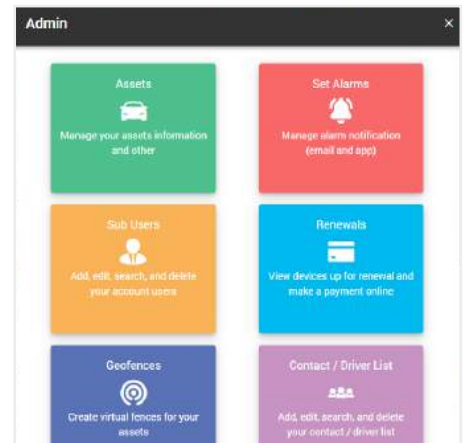 Admin
×
Assets
Manage your assets information
and other
Set Alarms
Manage alarm notification
(email and app)
Sub Users
Add, edit, search, and delete
your account users
Renewals
View devices up for renewal and
make a payment online
Geofences
Create virtual fences for your
assets
Contact / Driver List
Add, edit, search, and delete
your contact / driver list